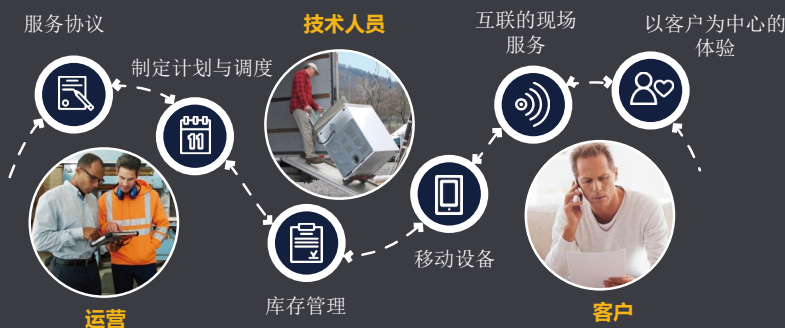 服务协议
制定计划与调度
11
运营
技术人员
库存管理
移动设备
互联的现场
服务
以客户为中心的
体验
客户